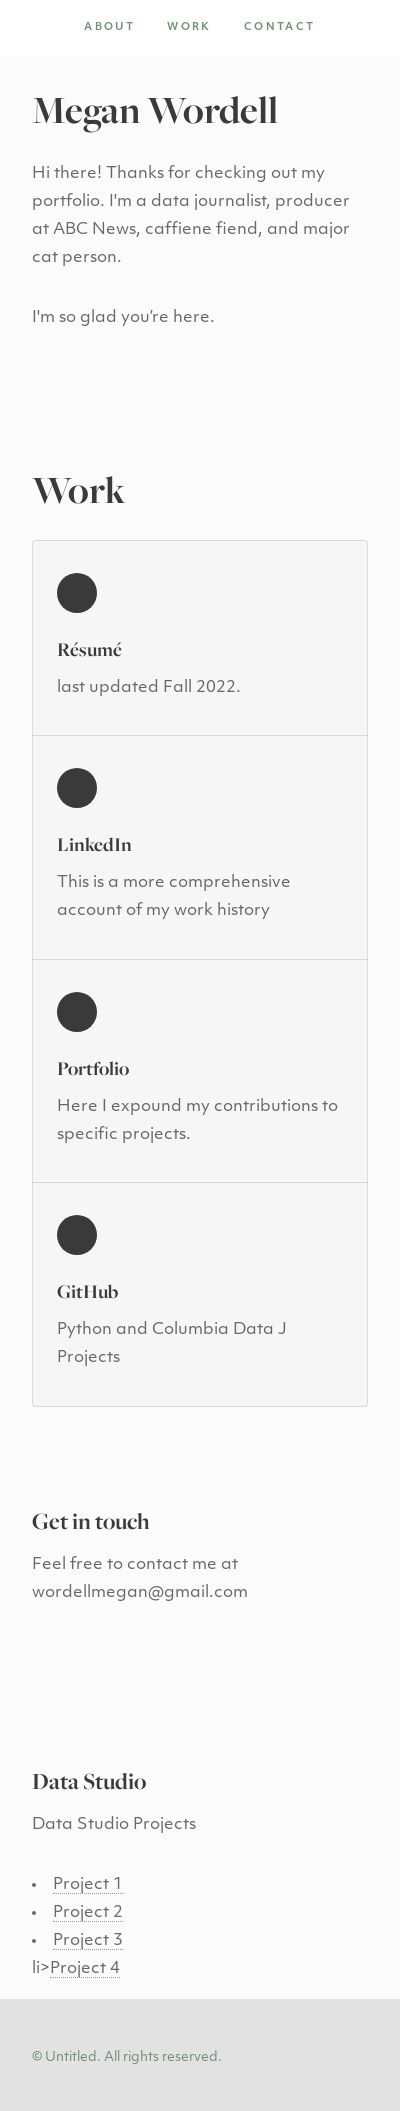 ABOUT WORK CONTACT
Megan Wordell
Hi there! Thanks for checking out my
portfolio. I'm a data journalist, producer
at ABC News, caffiene fiend, and major
cat person.
I'm so glad you’re here.
Work
Résumé
last updated Fall 2022.
LinkedIn
This is a more comprehensive
account of my work history
Portfolio
Here I expound my contributions to
specific projects.
GitHub
Python and Columbia Data J
Projects
Get in touch
Feel free to contact me at
wordellmegan@gmail.com
Data Studio
Data Studio Projects
• Project 1
• Project 2
• Project 3
li>Project 4
© Untitled. All rights reserved.